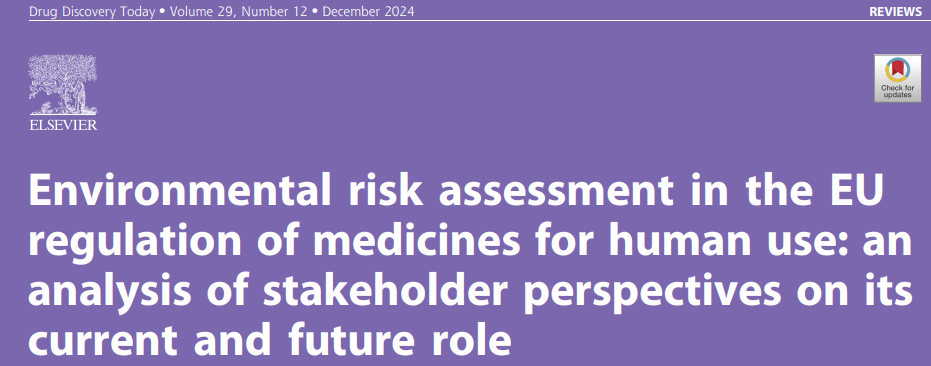 Drug Discovery Today • Volume 29, Number 12 • December 2024
REVIEWS
ELSEVIER
Check for
updates
Environmental risk assessment in the EU
regulation of medicines for human use: an
analysis of stakeholder perspectives on its
current and future role